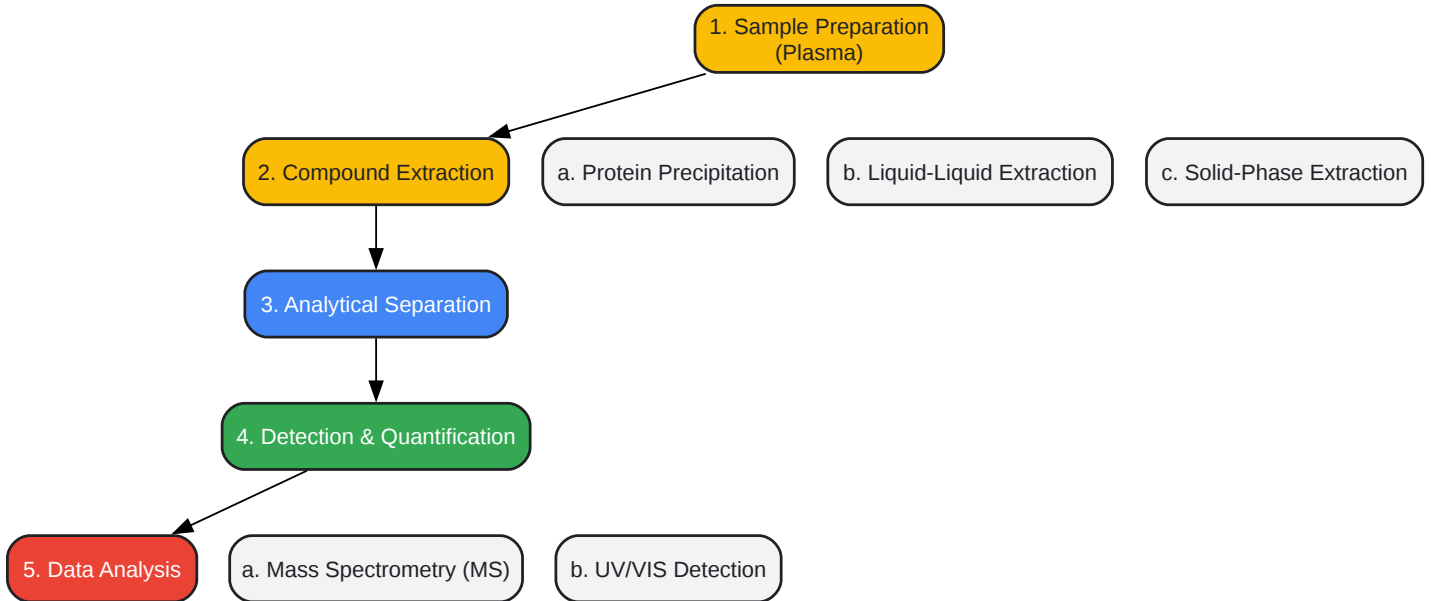 1. Sample Preparation
(Plasma)
2. Compound Extraction
a. Protein Precipitation
b. Liquid-Liquid Extraction
c. Solid-Phase Extraction
3. Analytical Separation
4. Detection & Quantification
5. Data Analysis
a. Mass Spectrometry (MS)
b. UV/VIS Detection